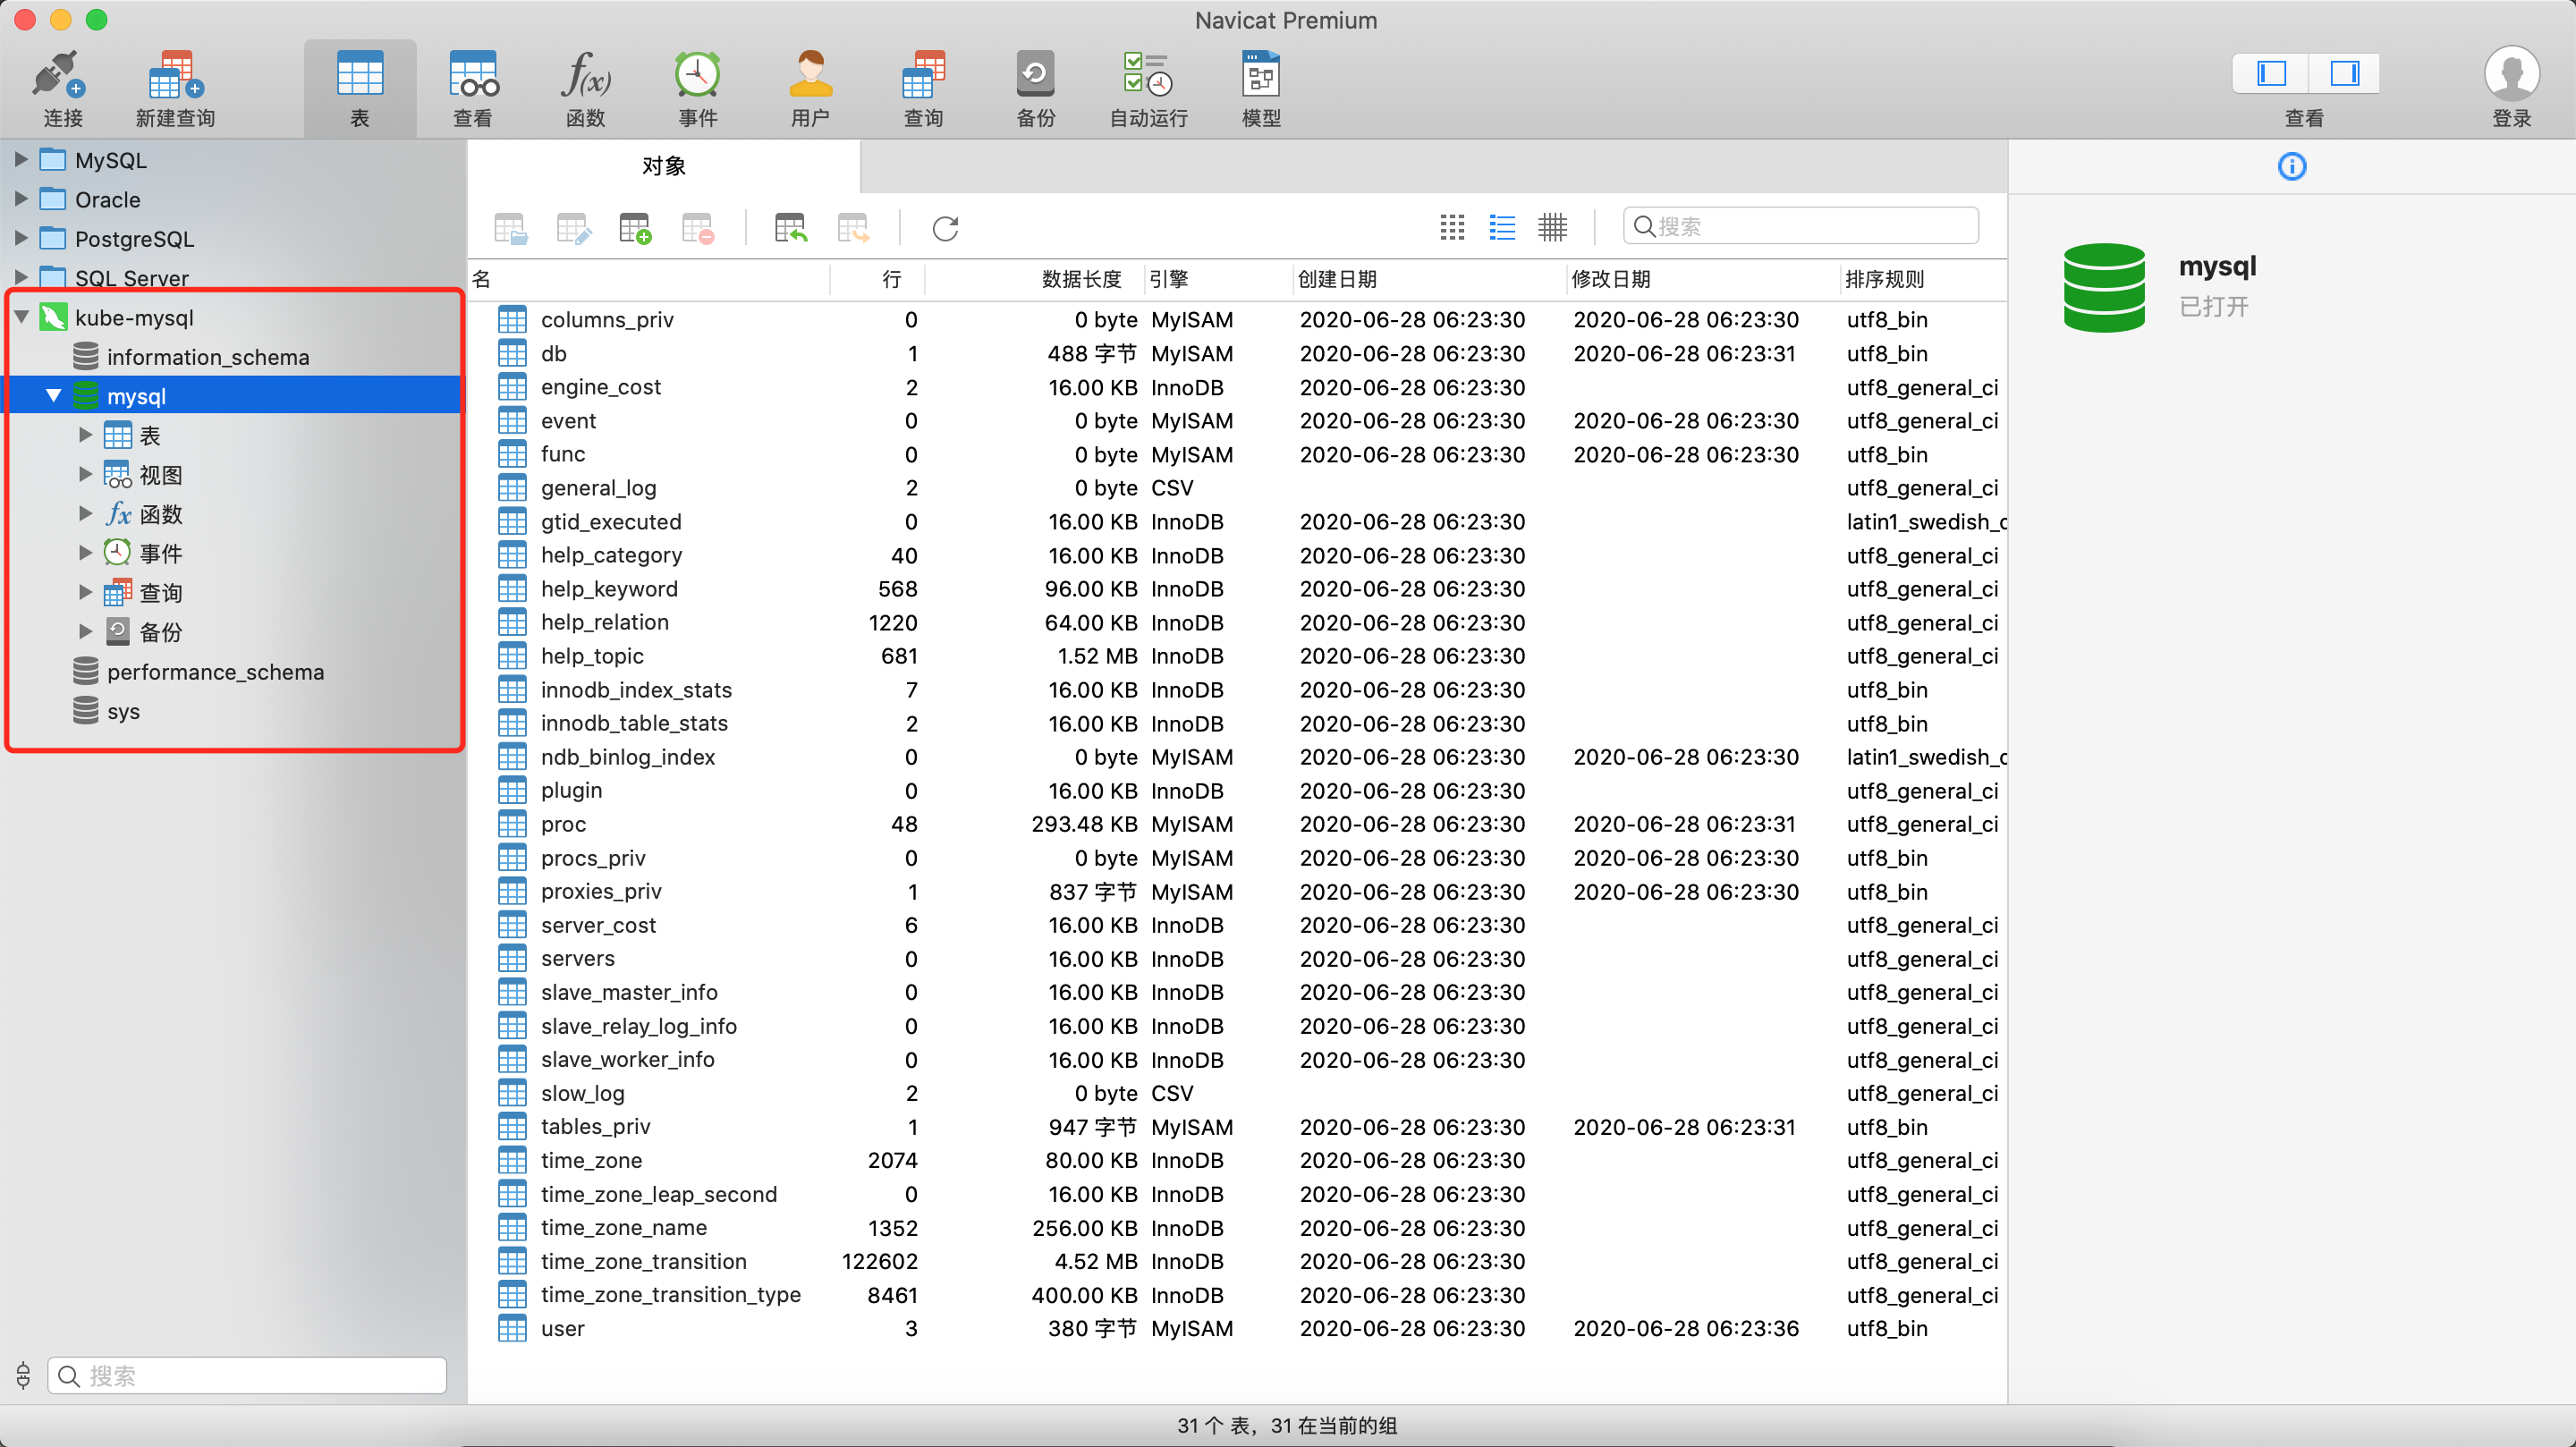 Navicat Premium
连接 新建查询 表 查看 函数 事件 用户 查询 备份 自动运行 模型 查看 登录
MySQL
Oracle
PostgreSQL
SQL Server
kube-mysql
information_schema
mysql
表
视图
函数
事件
查询
备份
performance_schema
sys
搜索
对象
搜索
名 行 数据长度 引擎 创建日期 修改日期 排序规则
columns_priv 0 0 byte MyISAM 2020-06-28 06:23:30 2020-06-28 06:23:30 utf8_bin
db 1 488 字节 MyISAM 2020-06-28 06:23:30 2020-06-28 06:23:31 utf8_bin
engine_cost 2 16.00 KB InnoDB 2020-06-28 06:23:30 utf8_general_ci
event 0 0 byte MyISAM 2020-06-28 06:23:30 2020-06-28 06:23:30 utf8_general_ci
func 0 0 byte MyISAM 2020-06-28 06:23:30 2020-06-28 06:23:30 utf8_bin
general_log 2 0 byte CSV utf8_general_ci
gtid_executed 0 16.00 KB InnoDB 2020-06-28 06:23:30 latin1_swedish_c
help_category 40 16.00 KB InnoDB 2020-06-28 06:23:30 utf8_general_ci
help_keyword 568 96.00 KB InnoDB 2020-06-28 06:23:30 utf8_general_ci
help_relation 1220 64.00 KB InnoDB 2020-06-28 06:23:30 utf8_general_ci
help_topic 681 1.52 MB InnoDB 2020-06-28 06:23:30 utf8_general_ci
innodb_index_stats 7 16.00 KB InnoDB 2020-06-28 06:23:30 utf8_bin
innodb_table_stats 2 16.00 KB InnoDB 2020-06-28 06:23:30 utf8_bin
ndb_binlog_index 0 0 byte MyISAM 2020-06-28 06:23:30 2020-06-28 06:23:30 latin1_swedish_c
plugin 0 16.00 KB InnoDB 2020-06-28 06:23:30 utf8_general_ci
proc 48 293.48 KB MyISAM 2020-06-28 06:23:30 2020-06-28 06:23:31 utf8_general_ci
procs_priv 0 0 byte MyISAM 2020-06-28 06:23:30 2020-06-28 06:23:30 utf8_bin
proxies_priv 1 837 字节 MyISAM 2020-06-28 06:23:30 2020-06-28 06:23:30 utf8_bin
server_cost 6 16.00 KB InnoDB 2020-06-28 06:23:30 utf8_general_ci
servers 0 16.00 KB InnoDB 2020-06-28 06:23:30 utf8_general_ci
slave_master_info 0 16.00 KB InnoDB 2020-06-28 06:23:30 utf8_general_ci
slave_relay_log_info 0 16.00 KB InnoDB 2020-06-28 06:23:30 utf8_general_ci
slave_worker_info 0 16.00 KB InnoDB 2020-06-28 06:23:30 utf8_general_ci
slow_log 2 0 byte CSV utf8_general_ci
tables_priv 1 947 字节 MyISAM 2020-06-28 06:23:30 2020-06-28 06:23:31 utf8_bin
time_zone 2074 80.00 KB InnoDB 2020-06-28 06:23:30 utf8_general_ci
time_zone_leap_second 0 16.00 KB InnoDB 2020-06-28 06:23:30 utf8_general_ci
time_zone_name 1352 256.00 KB InnoDB 2020-06-28 06:23:30 utf8_general_ci
time_zone_transition 122602 4.52 MB InnoDB 2020-06-28 06:23:30 utf8_general_ci
time_zone_transition_type 8461 400.00 KB InnoDB 2020-06-28 06:23:30 utf8_general_ci
user 3 380 字节 MyISAM 2020-06-28 06:23:30 2020-06-28 06:23:36 utf8_bin
mysql
已打开
31 个 表，31 在当前的组